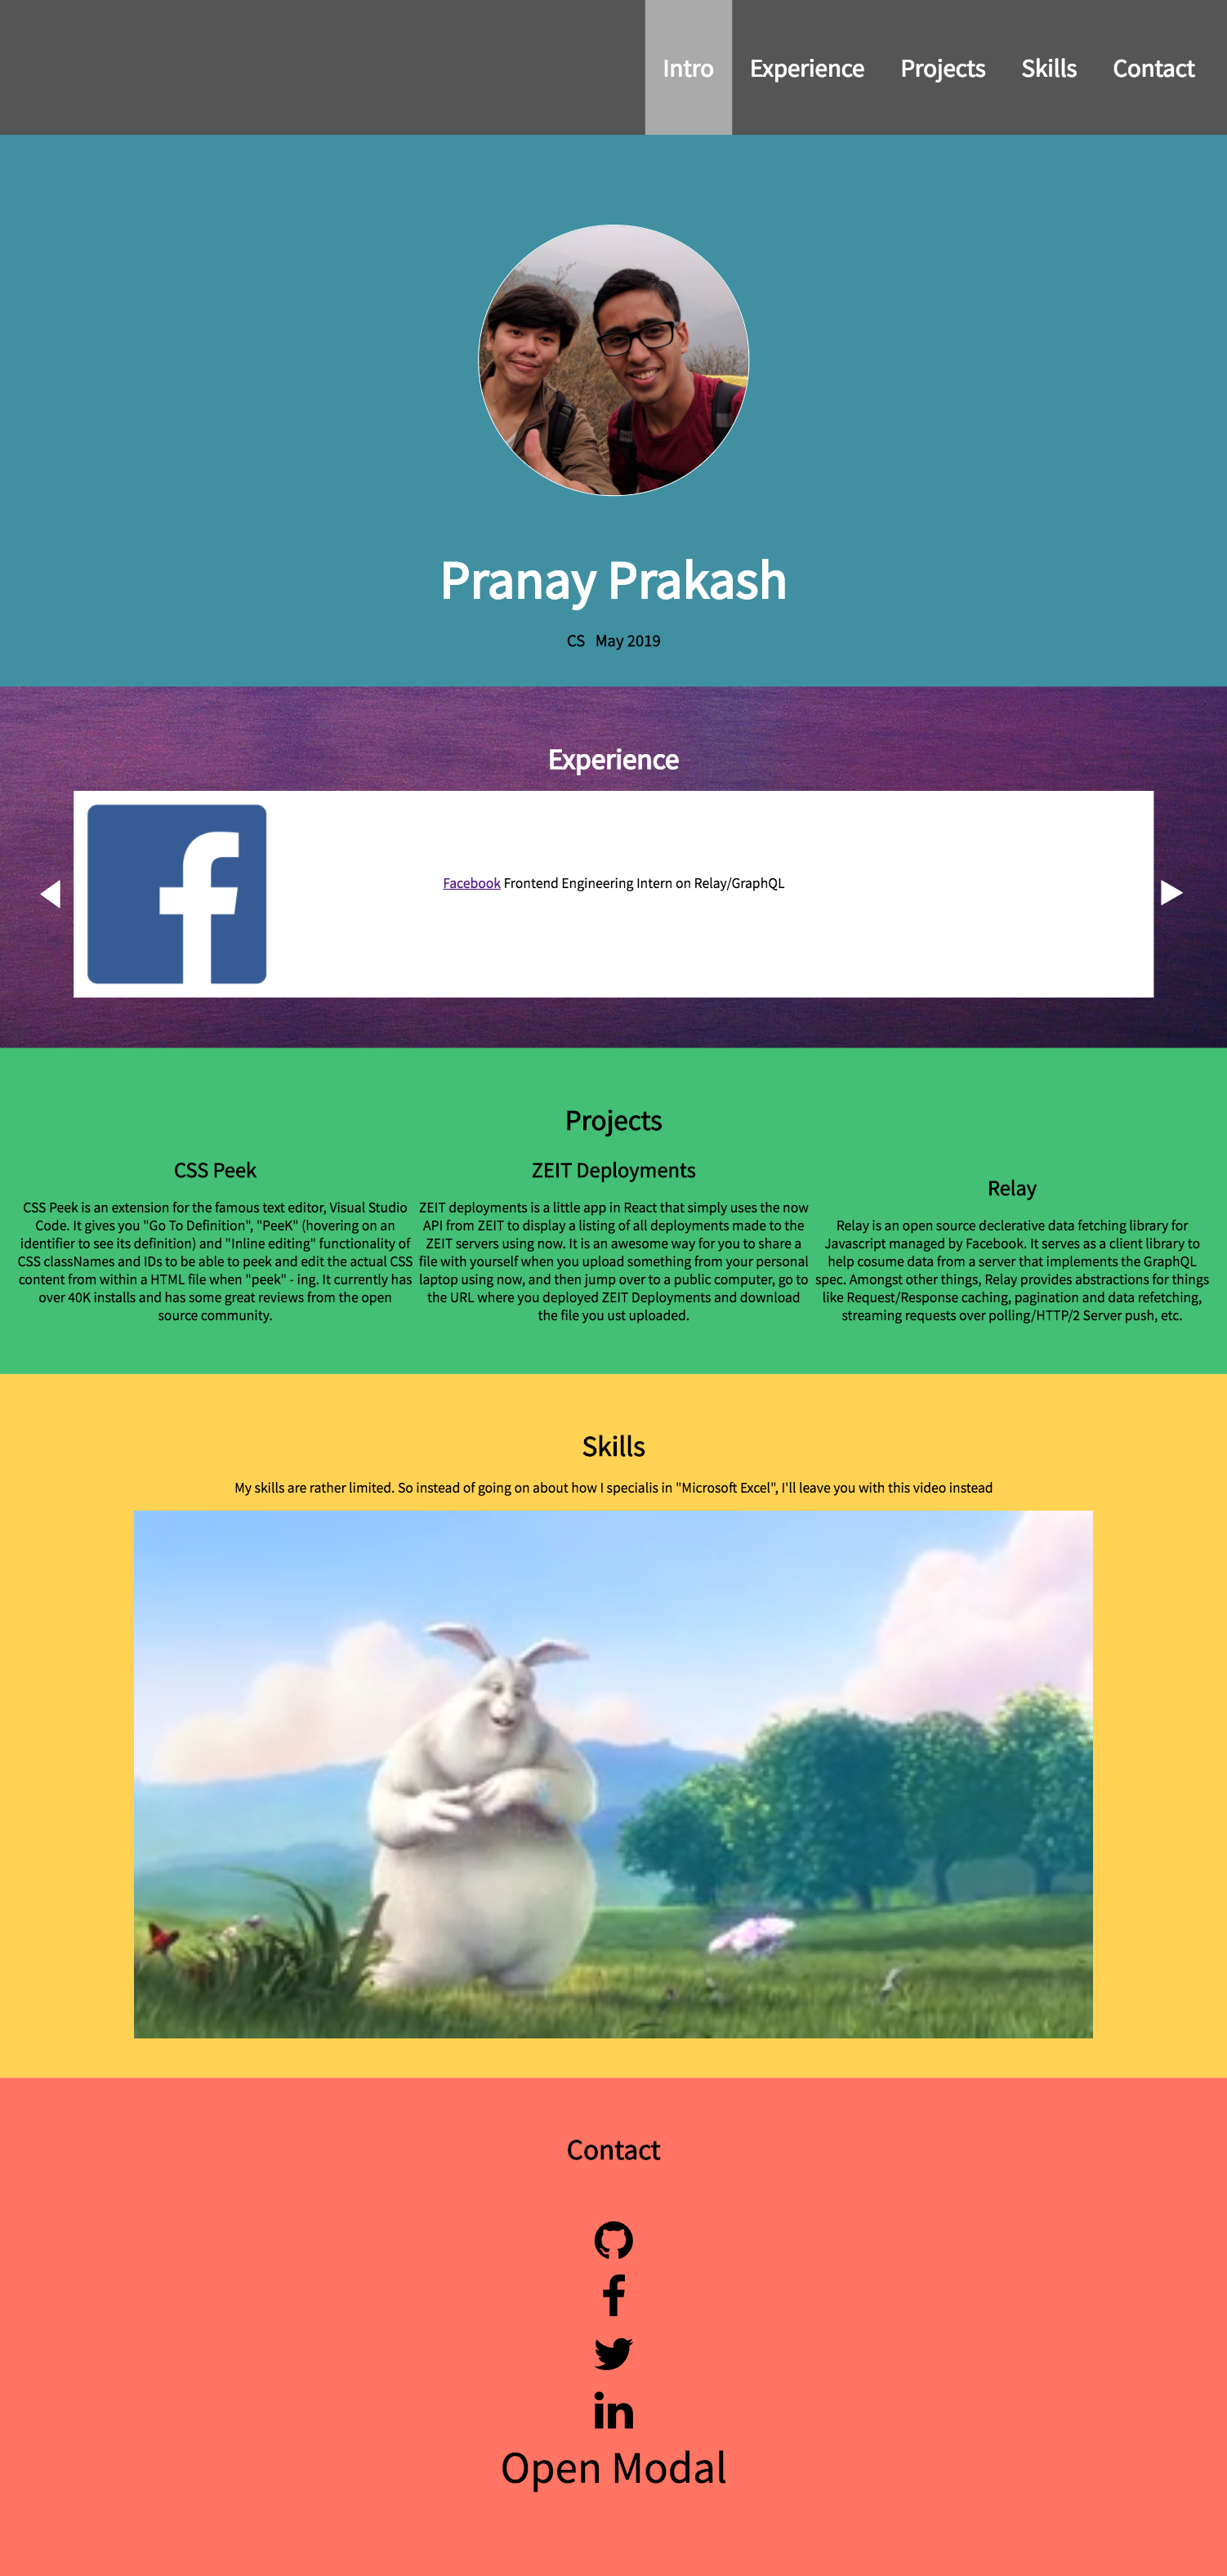 Intro Experience Projects Skills Contact
Pranay Prakash
CS May 2019
Experience
Facebook Frontend Engineering Intern on Relay/GraphQL
Projects
CSS Peek
CSS Peek is an extension for the famous text editor, Visual Studio
Code. It gives you "Go To Definition", "PeeK" (hovering on an
identifier to see its definition) and "Inline editing" functionality of
CSS classNames and IDs to be able to peek and edit the actual CSS
content from within a HTML file when "peek" - ing. It currently has
over 40K installs and has some great reviews from the open
source community.
ZEIT Deployments
ZEIT deployments is a little app in React that simply uses the now
API from ZEIT to display a listing of all deployments made to the
ZEIT servers using now. It is an awesome way for you to share a
file with yourself when you upload something from your personal
laptop using now, and then jump over to a public computer, go to
the URL where you deployed ZEIT Deployments and download
the file you ust uploaded.
Relay
Relay is an open source declerative data fetching library for
Javascript managed by Facebook. It serves as a client library to
help cosume data from a server that implements the GraphQL
spec. Amongst other things, Relay provides abstractions for things
like Request/Response caching, pagination and data refetching,
streaming requests over polling/HTTP/2 Server push, etc.
Skills
My skills are rather limited. So instead of going on about how I specialis in "Microsoft Excel", I'll leave you with this video instead
Contact
Open Modal